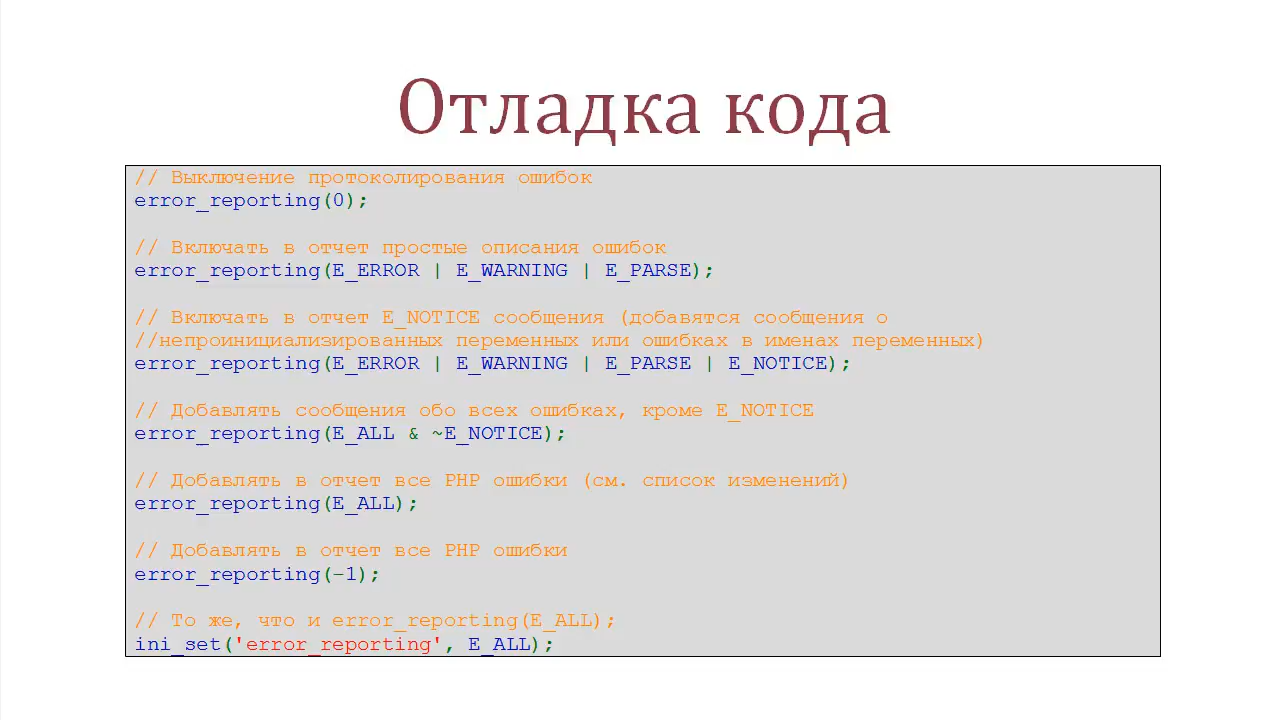 Отладка кода
// Выключение протоколирования ошибок
error_reporting(0);
// Включать в отчет простые описания ошибок
error_reporting(E_ERROR | E_WARNING | E_PARSE);
// Включать в отчет E_NOTICE сообщения (добавятся сообщения о
//непроинициализированных переменных или ошибках в именах переменных)
error_reporting(E_ERROR | E_WARNING | E_PARSE | E_NOTICE);
// Добавлять сообщения обо всех ошибках, кроме E_NOTICE
error_reporting(E_ALL & ~E_NOTICE);
// Добавлять в отчет все PHP ошибки (см. список изменений)
error_reporting(E_ALL);
// Добавлять в отчет все PHP ошибки
error_reporting(-1);
// То же, что и error_reporting(E_ALL);
ini_set('error_reporting', E_ALL);